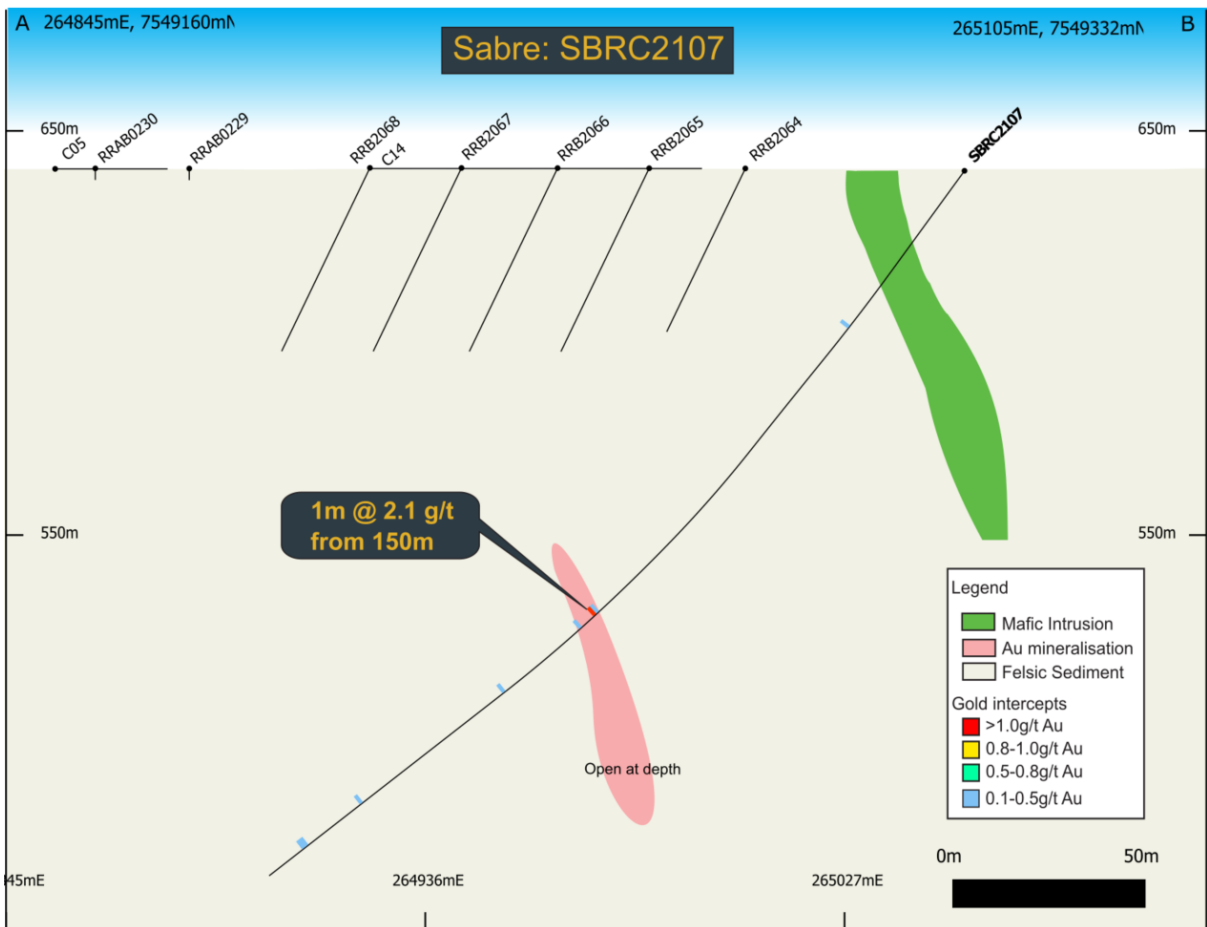 A 264845mE, 7549160mN
265105mE, 7549332mN B
Sabre: SBRC2107
650m
C05
RRAB0230
RRAB0229
RRB2068
C14
RRB2067
RRB2066
RRB2065
RRB2064
SBRC2107
650m
1m @ 2.1 g/t
from 150m
550m
550m
Open at depth
Legend
Mafic Intrusion
Au mineralisation
Felsic Sediment
Gold intercepts
>1.0g/t Au
0.8-1.0g/t Au
0.5-0.8g/t Au
0.1-0.5g/t Au
0m 50m
45mE
264936mE
265027mE